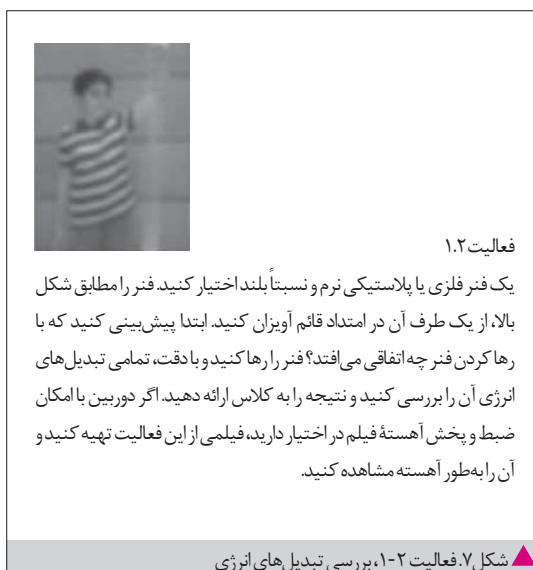 فعالیت ۱.۲
یک فنر فلزی یا پلاستیکی نرم و نسبتاً بلند اختیار کنید. فنر را مطابق شکل
بالا، از یک طرف آن در امتداد قائم آویزان کنید. ابتدا پیش‌بینی کنید که با
رها کردن فنر چه اتفاقی می‌افتد؟ فنر را رها کنید و با دقت، تمامی تبدیل‌های
انرژی آن را بررسی کنید و نتیجه را به کلاس ارائه دهید. اگر دوربین با امکان
ضبط و پخش آهستهٔ فیلم در اختیار دارید، فیلمی از این فعالیت تهیه کنید و
آن را به‌طور آهسته مشاهده کنید.
شکل ۷. فعالیت ۲-۱، بررسی تبدیل‌های انرژی